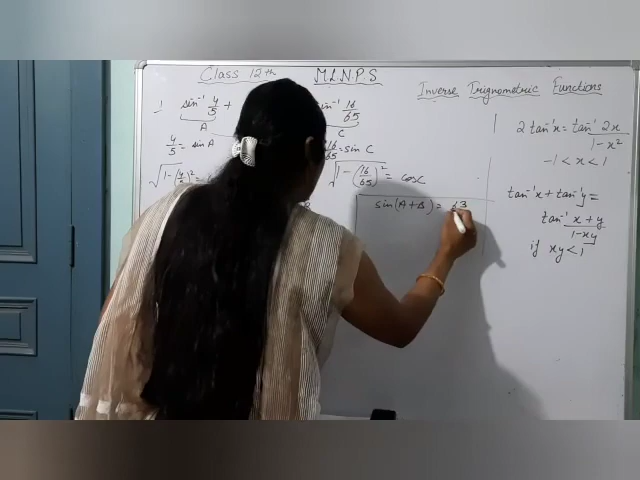 Class 12th M.L.N.P.S
Inverse Trignometric Functions
1. sin⁻¹ 4/5 + sin⁻¹ 16/65
A C
4/5 = sin A 16/65 = sin C
√1-(4/5)² = √1-(16/65)² = cos C
sin(A+B) = 63
2 tan⁻¹x = tan⁻¹ 2x/1-x²
-1 < x < 1
tan⁻¹x + tan⁻¹y =
tan⁻¹ x+y/1-xy
if xy < 1